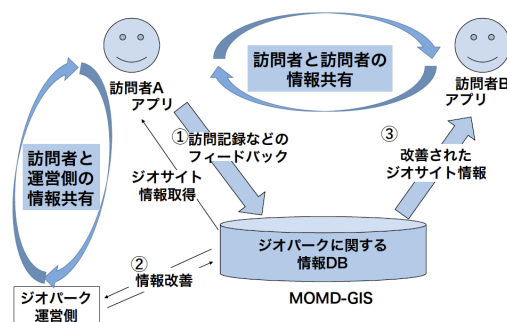 訪問者A
アプリ
訪問者と訪問者の
情報共有
訪問者B
アプリ
①訪問記録などの
フィードバック
③
改善された
ジオサイト情報
訪問者と
運営側の
情報共有
ジオサイト
情報取得
ジオパークに関する
情報DB
②
情報改善
MOMD-GIS
ジオパーク
運営側